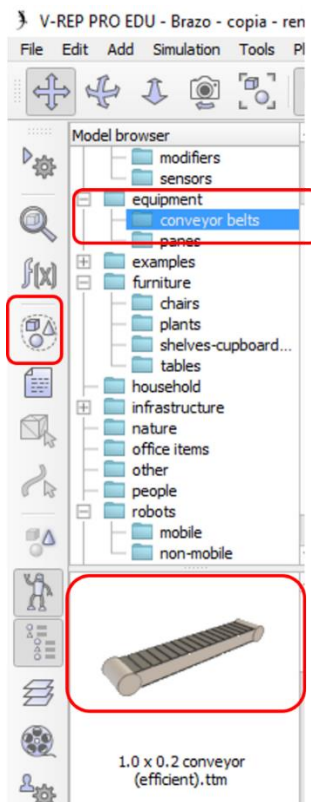 V-REP PRO EDU - Brazo - copia - ren
File Edit Add Simulation Tools Pl
Model browser
modifiers
sensors
equipment
conveyor belts
panes
examples
furniture
chairs
plants
shelves-cupboard...
tables
household
infrastructure
nature
office items
other
people
robots
mobile
non-mobile
f(x)
1.0 x 0.2 conveyor
(efficient).ttm